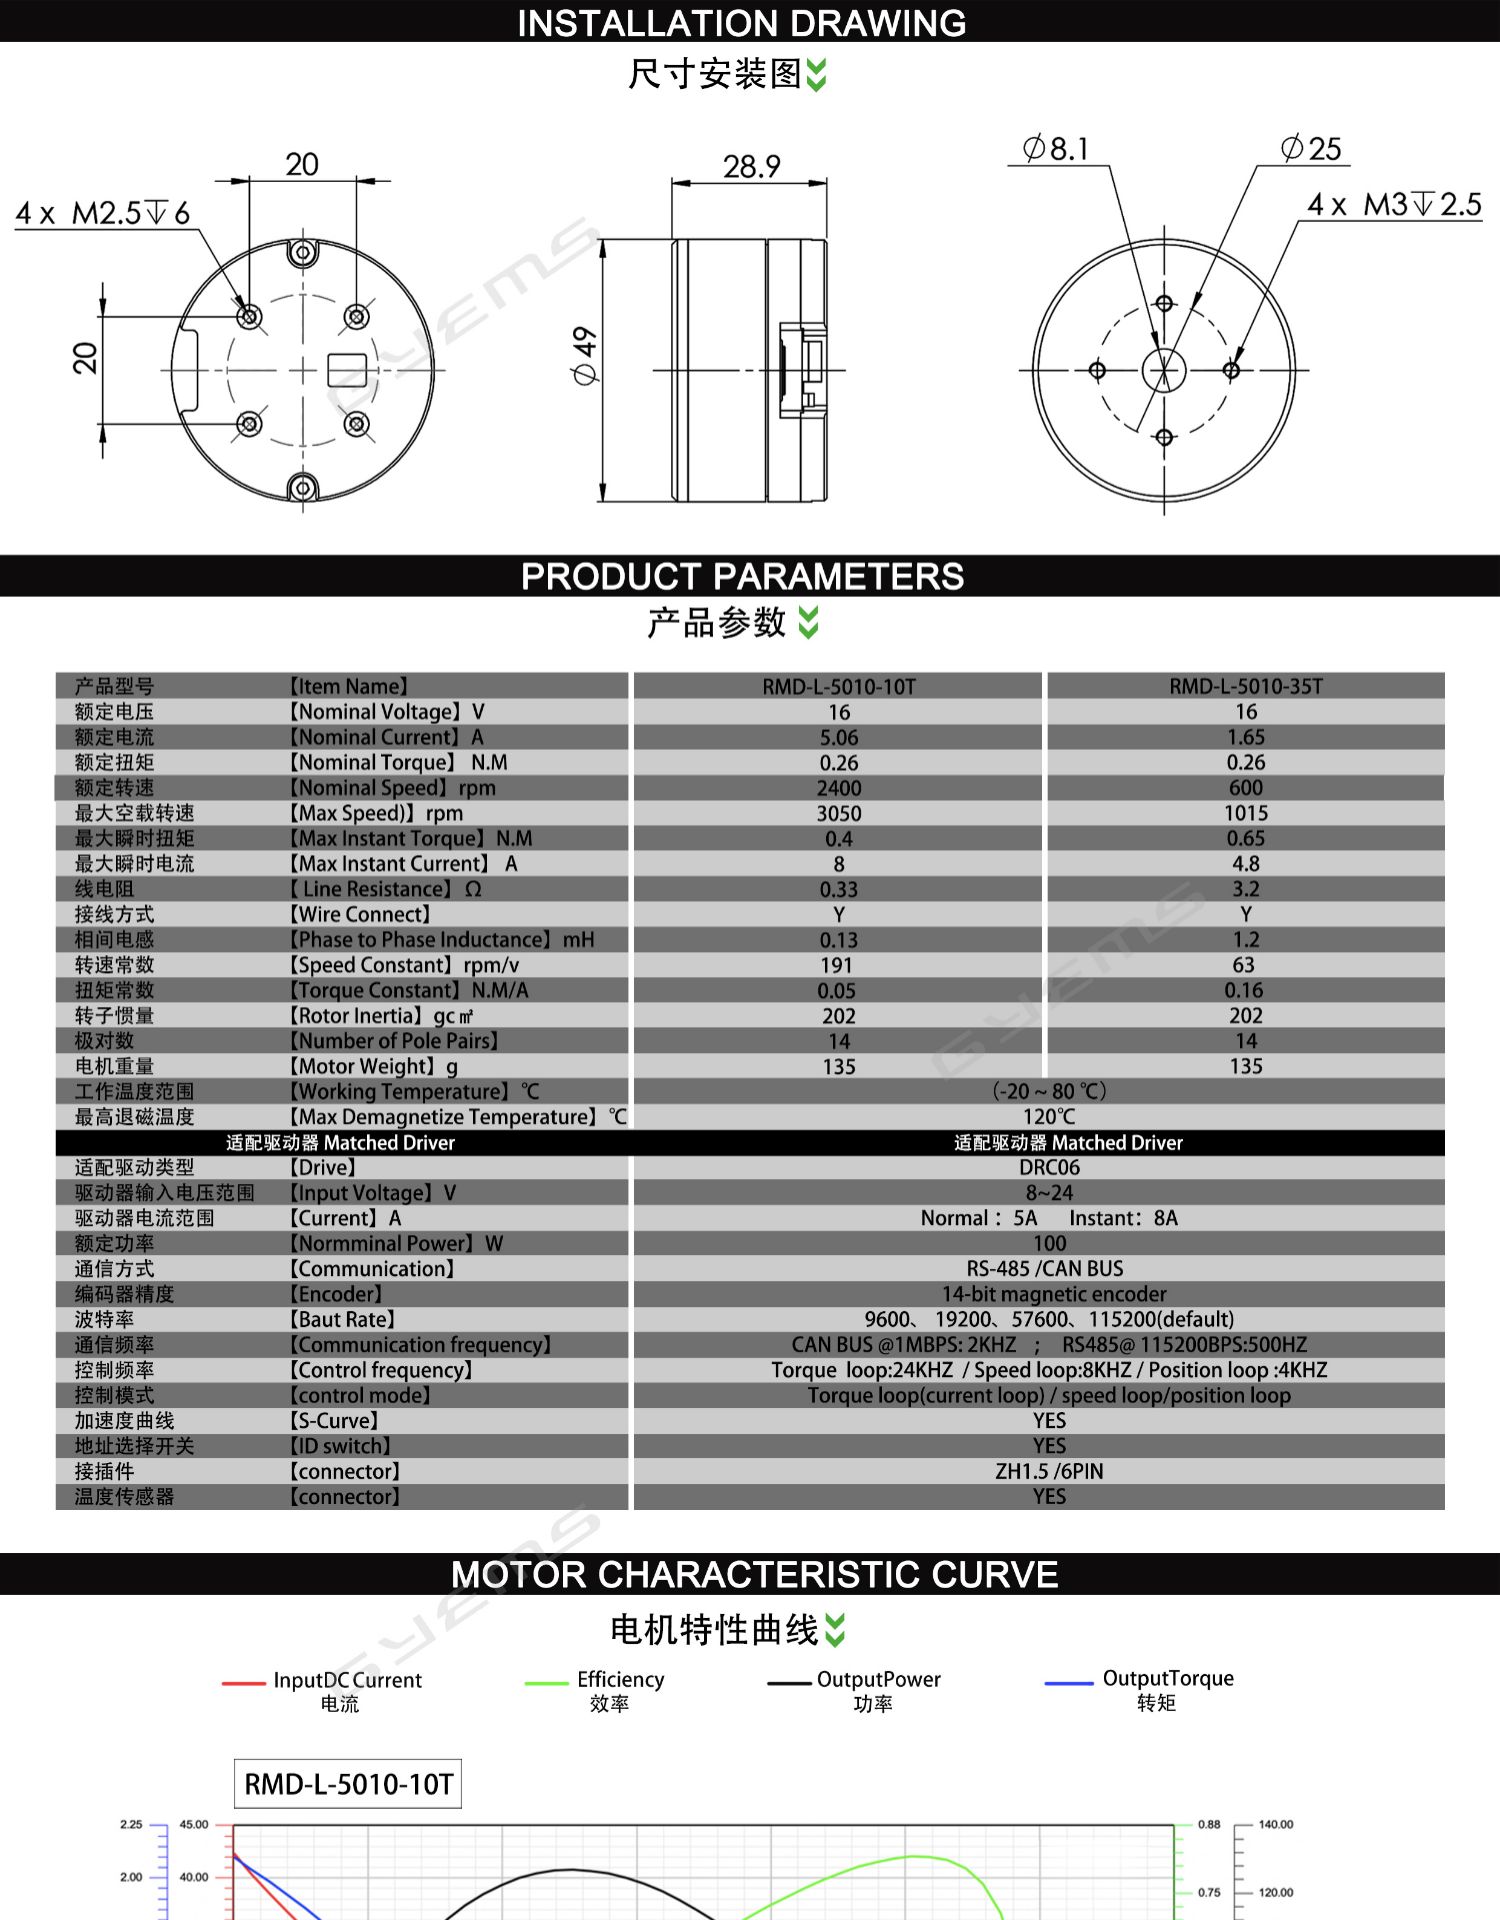 INSTALLATION DRAWING
尺寸安装图
20
4 x M2.5↧6
20
28.9
∅49
∅8.1
∅25
4 x M3↧2.5
GYEMS
PRODUCT PARAMETERS
产品参数
产品型号 【Item Name】 RMD-L-5010-10T RMD-L-5010-35T
额定电压 【Nominal Voltage】V 16 16
额定电流 【Nominal Current】A 5.06 1.65
额定扭矩 【Nominal Torque】 N.M 0.26 0.26
额定转速 【Nominal Speed】rpm 2400 600
最大空载转速 【Max Speed)】rpm 3050 1015
最大瞬时扭矩 【Max Instant Torque】N.M 0.4 0.65
最大瞬时电流 【Max Instant Current】 A 8 4.8
线电阻 【 Line Resistance】Ω 0.33 3.2
接线方式 【Wire Connect】 Y Y
相间电感 【Phase to Phase Inductance】mH 0.13 1.2
转速常数 【Speed Constant】rpm/v 191 63
扭矩常数 【Torque Constant】N.M/A 0.05 0.16
转子惯量 【Rotor Inertia】gc㎡ 202 202
极对数 【Number of Pole Pairs】 14 14
电机重量 【Motor Weight】g 135 135
工作温度范围 【Working Temperature】℃ （-20 ~ 80 ℃）
最高退磁温度 【Max Demagnetize Temperature】℃ 120℃
GYEMS
适配驱动器 Matched Driver 适配驱动器 Matched Driver
适配驱动类型 【Drive】 DRC06
驱动器输入电压范围 【Input Voltage】V 8~24
驱动器电流范围 【Current】A Normal：5A Instant：8A
额定功率 【Normminal Power】W 100
通信方式 【Communication】 RS-485 /CAN BUS
编码器精度 【Encoder】 14-bit magnetic encoder
波特率 【Baut Rate】 9600、 19200、57600、115200(default)
通信频率 【Communication frequency】 CAN BUS @1MBPS: 2KHZ ； RS485@ 115200BPS:500HZ
控制频率 【Control frequency】 Torque loop:24KHZ / Speed loop:8KHZ / Position loop :4KHZ
控制模式 【control mode】 Torque loop(current loop) / speed loop/position loop
加速度曲线 【S-Curve】 YES
地址选择开关 【ID switch】 YES
接插件 【connector】 ZH1.5 /6PIN
温度传感器 【connector】 YES
GYEMS
MOTOR CHARACTERISTIC CURVE
电机特性曲线
InputDC Current Efficiency OutputPower OutputTorque
电流 效率 功率 转矩
RMD-L-5010-10T
2.25 45.00 0.88 140.00
2.00 40.00
0.75 120.00